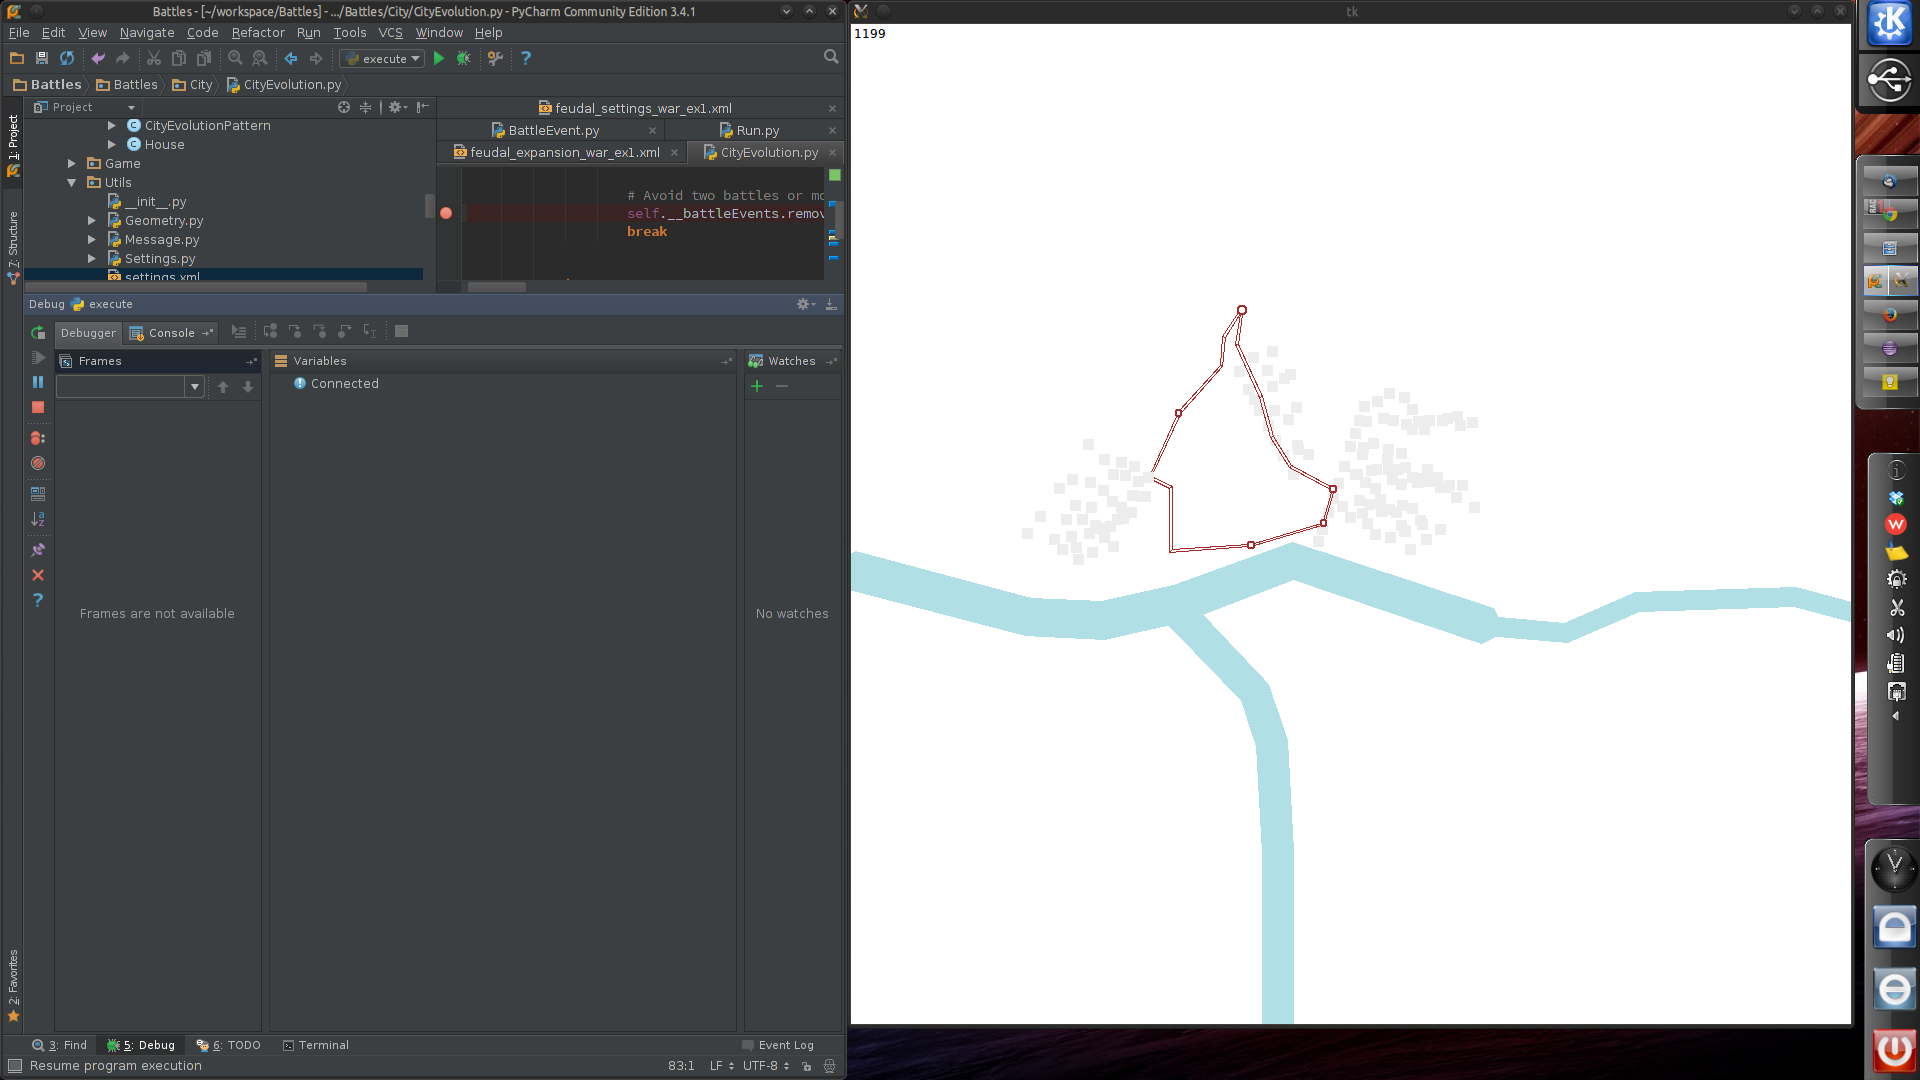 Battles - [~/workspace/Battles] - .../Battles/City/CityEvolution.py - PyCharm Community Edition 3.4.1
File Edit View Navigate Code Refactor Run Tools VCS Window Help
execute
Battles Battles City CityEvolution.py
Project
CityEvolutionPattern
House
Game
Utils
__init__.py
Geometry.py
Message.py
Settings.py
settings.xml
1: Project
7: Structure
2: Favorites
feudal_settings_war_ex1.xml
BattleEvent.py Run.py
feudal_expansion_war_ex1.xml CityEvolution.py
# Avoid two battles or mo
self.__battleEvents.remov
break
Debug execute
Debugger Console
Frames Variables Watches
Connected
Frames are not available
No watches
3: Find 5: Debug 6: TODO Terminal Event Log
Resume program execution 83:1 LF UTF-8
tk
1199